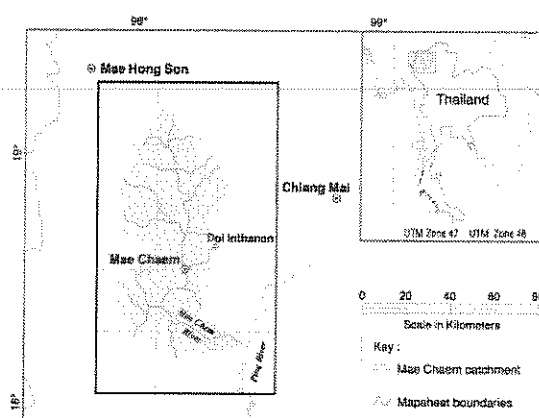 98° 99°
Mae Hong Son
Thailand
19°
Chiang Mai
Doi Inthanon
Mae Chaem
UTM Zone 47 UTM Zone 48
Mae Chaem
River
Ping River
0 20 40 60 80
Scale in Kilometers
Key :
Mae Chaem catchment
18°
Mapsheet boundaries